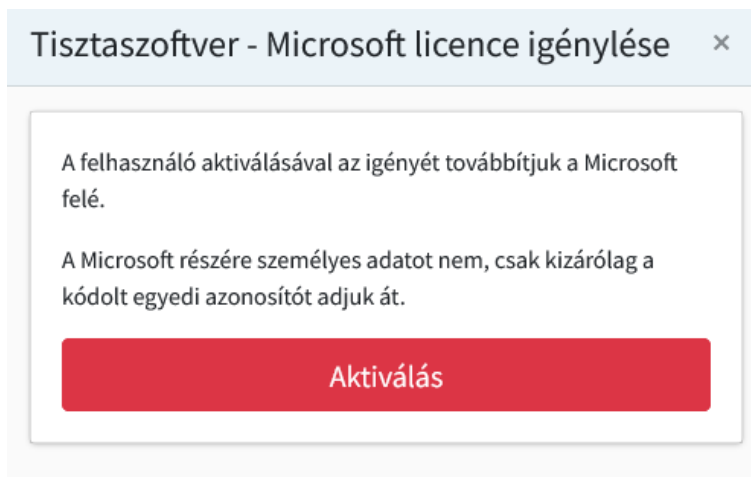 Tisztaszoftver - Microsoft licence igénylése ×
A felhasználó aktiválásával az igényét továbbítjuk a Microsoft
felé.
A Microsoft részére személyes adatot nem, csak kizárólag a
kódolt egyedi azonosítót adjuk át.
Aktiválás